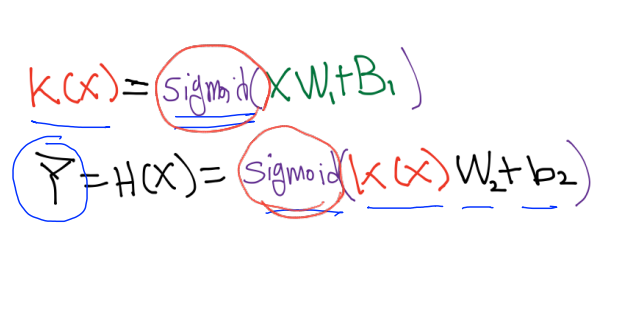 K(X) = sigmoid(XW₁+B₁)
Ȳ = H(X) = sigmoid(K(X)W₂+b₂)